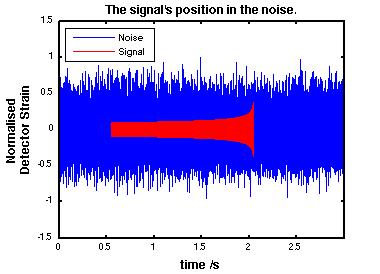 The signal's position in the noise.
1.5
Noise
Signal
1
0.5
0
-0.5
-1
-1.5
Normalised
Detector Strain
0 0.5 1 1.5 2 2.5
time /s